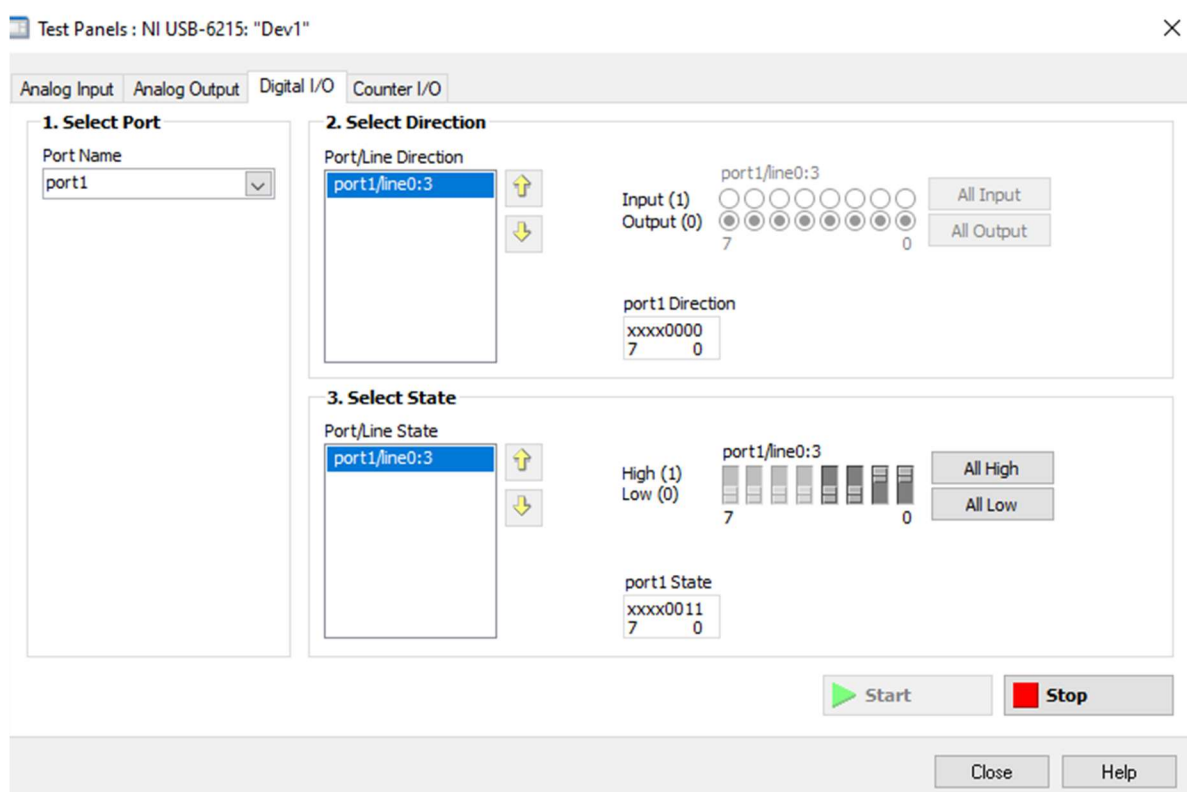 Test Panels : NI USB-6215: "Dev1"
Analog Input Analog Output Digital I/O Counter I/O
1. Select Port
Port Name
port1
2. Select Direction
Port/Line Direction
port1/line0:3
port1/line0:3
Input (1)
Output (0)
7 0
All Input
All Output
port1 Direction
xxxx0000
7 0
3. Select State
Port/Line State
port1/line0:3
port1/line0:3
High (1)
Low (0)
7 0
All High
All Low
port1 State
xxxx0011
7 0
Start
Stop
Close
Help